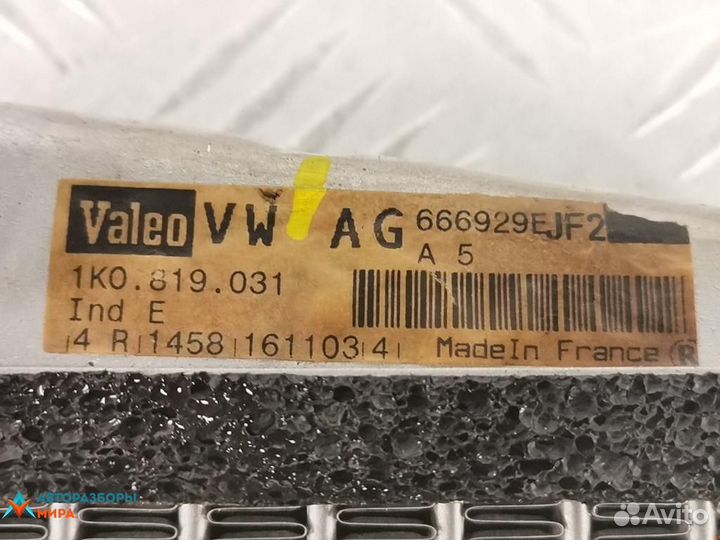 Valeo VW AG 666929EJF2
A 5
1K0.819.031
Ind E
4 R 1458 161103 4 MadeIn France R
АВТОРАЗБОРЫ
МИРА
Avito